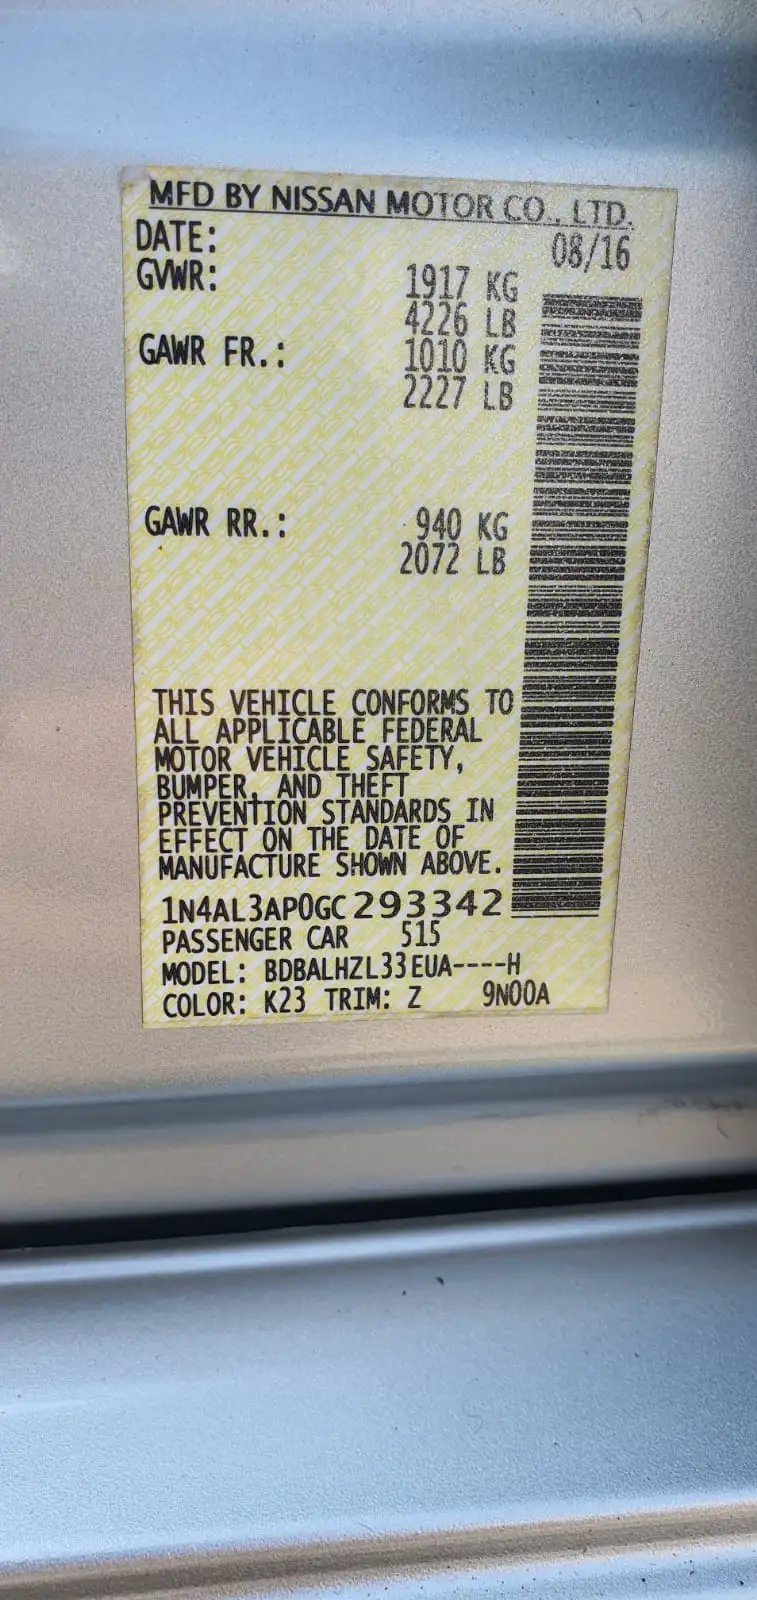 MFD BY NISSAN MOTOR CO., LTD.
DATE: 08/16
GVWR: 1917 KG
4226 LB
GAWR FR.: 1010 KG
2227 LB
GAWR RR.: 940 KG
2072 LB
THIS VEHICLE CONFORMS TO
ALL APPLICABLE FEDERAL
MOTOR VEHICLE SAFETY,
BUMPER, AND THEFT
PREVENTION STANDARDS IN
EFFECT ON THE DATE OF
MANUFACTURE SHOWN ABOVE.
1N4AL3AP0GC293342
PASSENGER CAR 515
MODEL: BDBALHZL33EUA----H
COLOR: K23 TRIM: Z 9N00A